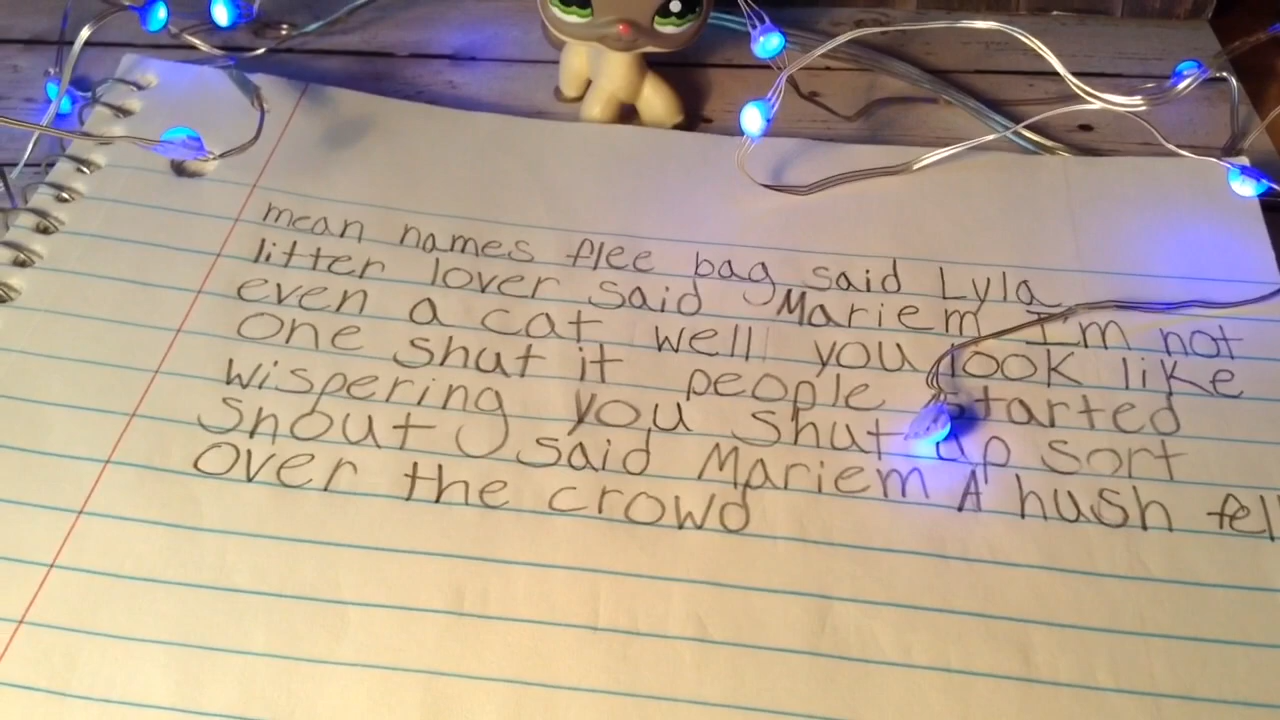 mean names flee bag said Lyla
litter lover said Mariem I'm not
even a cat well you look like
one shut it people started
wispering you shut up sort
snout said Mariem A hush fell
over the crowd